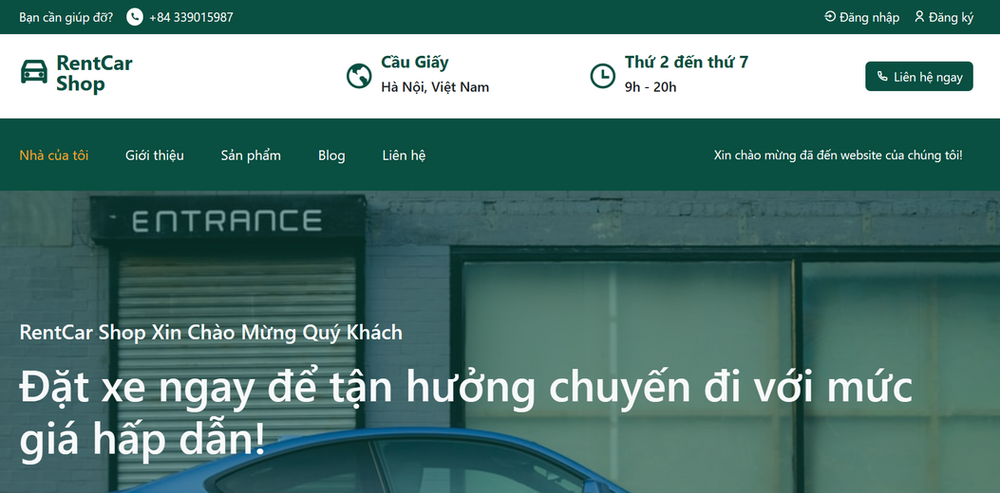 Bạn cần giúp đỡ? +84 339015987 Đăng nhập Đăng ký
RentCar
Shop
Cầu Giấy
Hà Nội, Việt Nam
Thứ 2 đến thứ 7
9h - 20h
Liên hệ ngay
Nhà của tôi Giới thiệu Sản phẩm Blog Liên hệ Xin chào mừng đã đến website của chúng tôi!
ENTRANCE
RentCar Shop Xin Chào Mừng Quý Khách
Đặt xe ngay để tận hưởng chuyến đi với mức
giá hấp dẫn!